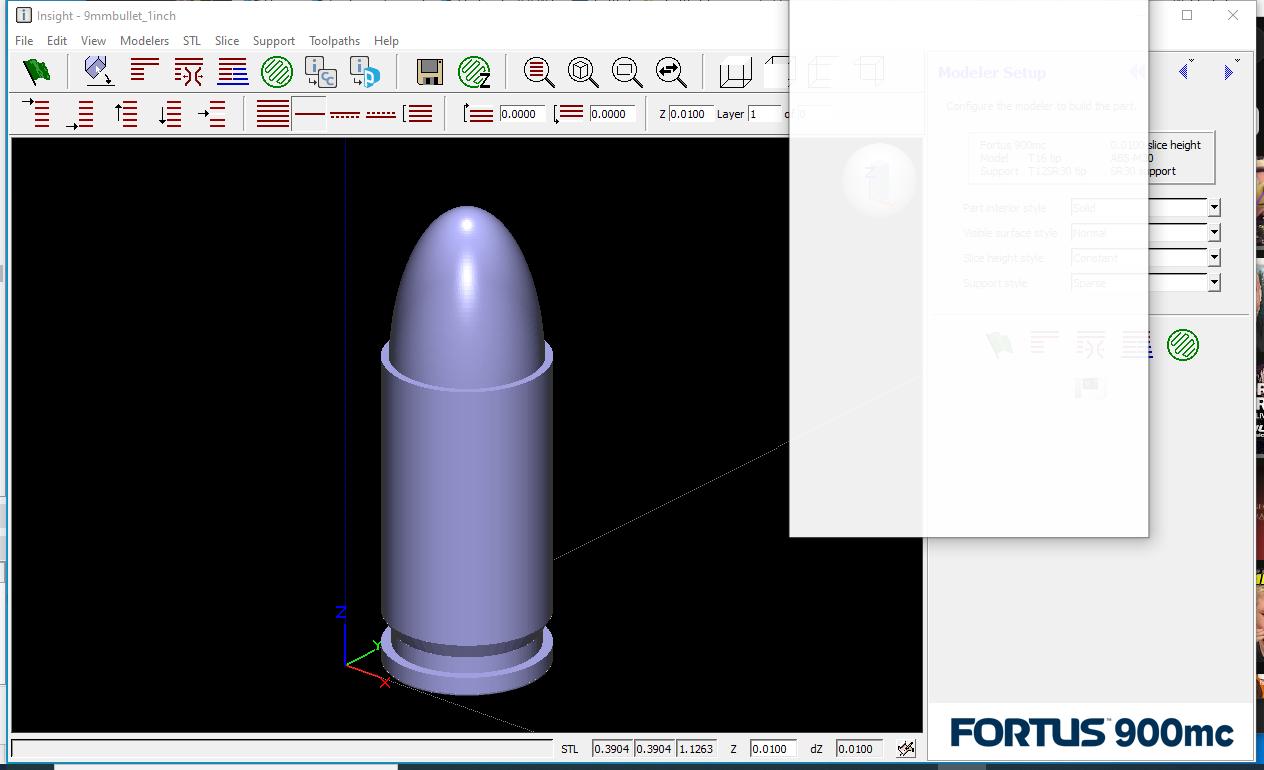 Insight - 9mmbullet_1inch
File Edit View Modelers STL Slice Support Toolpaths Help
0.0000 0.0000 Z 0.0100 Layer 1 of 0
Modeler Setup
Configure the modeler to build the part.
Fortus 900mc 0.0100 slice height
Model T16 tip ABS-M30
Support T12SR30 tip SR30 support
Part interior style Solid
Visible surface style Normal
Slice height style Constant
Support style Sparse
Z
Z
Y
X
FORTUS™ 900mc
STL 0.3904 0.3904 1.1263 Z 0.0100 dZ 0.0100